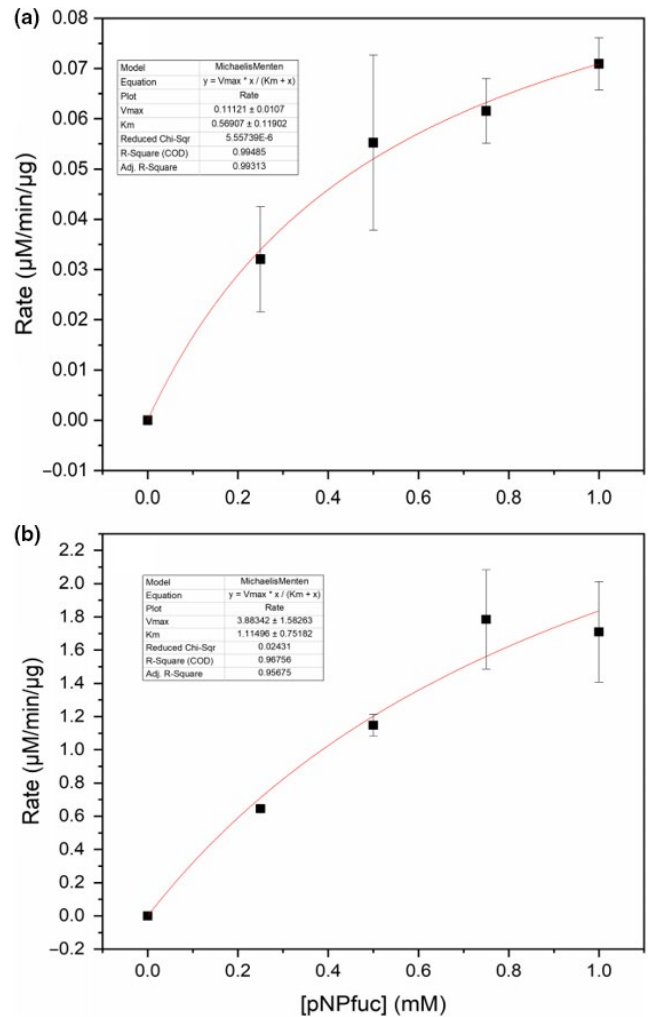 (a)
0.08
0.07
0.06
0.05
0.04
0.03
0.02
0.01
0.00
−0.01
Rate (µM/min/µg)
Model MichaelisMenten
Equation y = Vmax * x / (Km + x)
Plot Rate
Vmax 0.11121 ± 0.0107
Km 0.56907 ± 0.11902
Reduced Chi-Sqr 5.55739E-6
R-Square (COD) 0.99485
Adj. R-Square 0.99313
0.0 0.2 0.4 0.6 0.8 1.0
(b)
2.2
2.0
1.8
1.6
1.4
1.2
1.0
0.8
0.6
0.4
0.2
0.0
−0.2
Rate (µM/min/µg)
Model MichaelisMenten
Equation y = Vmax * x / (Km + x)
Plot Rate
Vmax 3.88342 ± 1.58263
Km 1.11496 ± 0.75182
Reduced Chi-Sqr 0.02431
R-Square (COD) 0.96756
Adj. R-Square 0.95675
0.0 0.2 0.4 0.6 0.8 1.0
[pNPfuc] (mM)